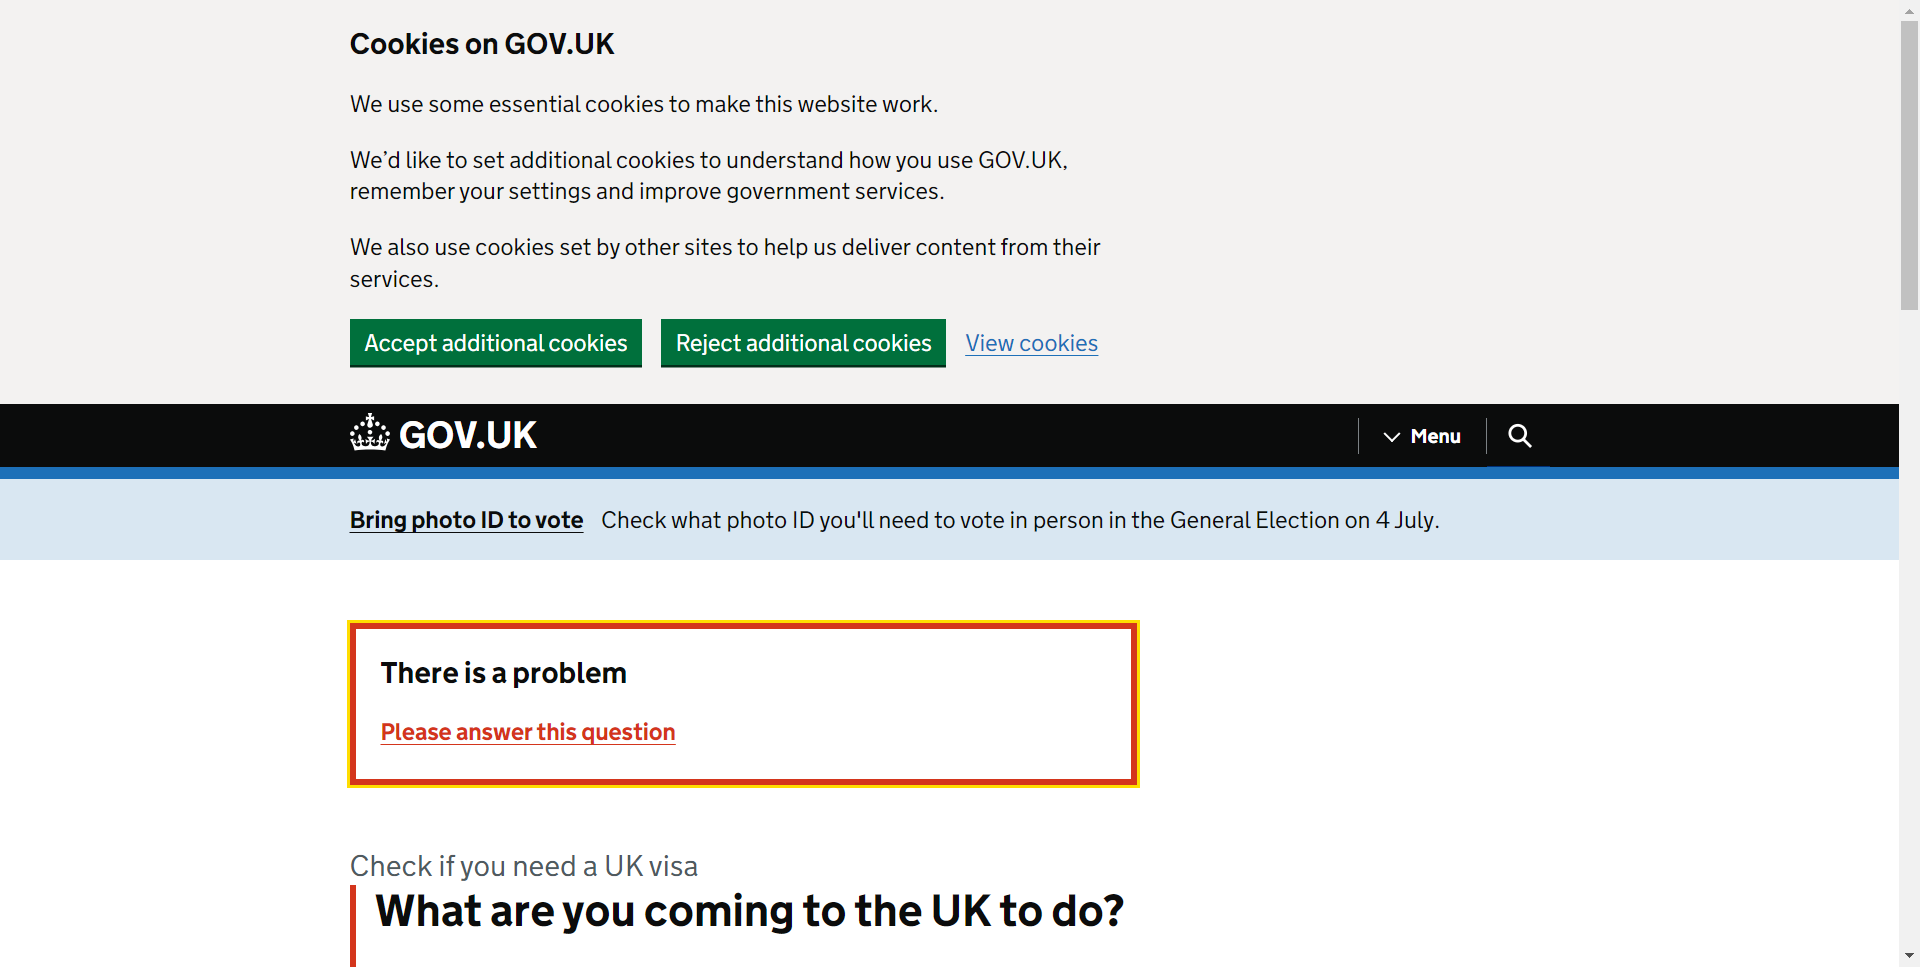 Cookies on GOV.UK
We use some essential cookies to make this website work.
We’d like to set additional cookies to understand how you use GOV.UK,
remember your settings and improve government services.
We also use cookies set by other sites to help us deliver content from their
services.
Accept additional cookies
Reject additional cookies
View cookies
GOV.UK
Menu
Bring photo ID to vote Check what photo ID you'll need to vote in person in the General Election on 4 July.
There is a problem
Please answer this question
Check if you need a UK visa
What are you coming to the UK to do?